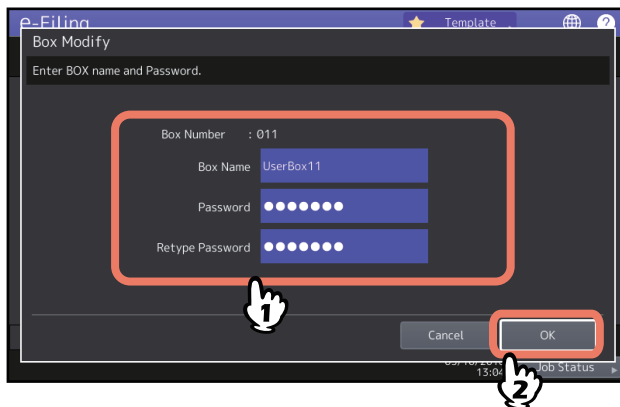 e-Filing
Template
?
Box Modify
Enter BOX name and Password.
Box Number : 011
Box Name UserBox11
Password ●●●●●●●
Retype Password ●●●●●●●
1
Cancel OK
13:04 Job Status
2